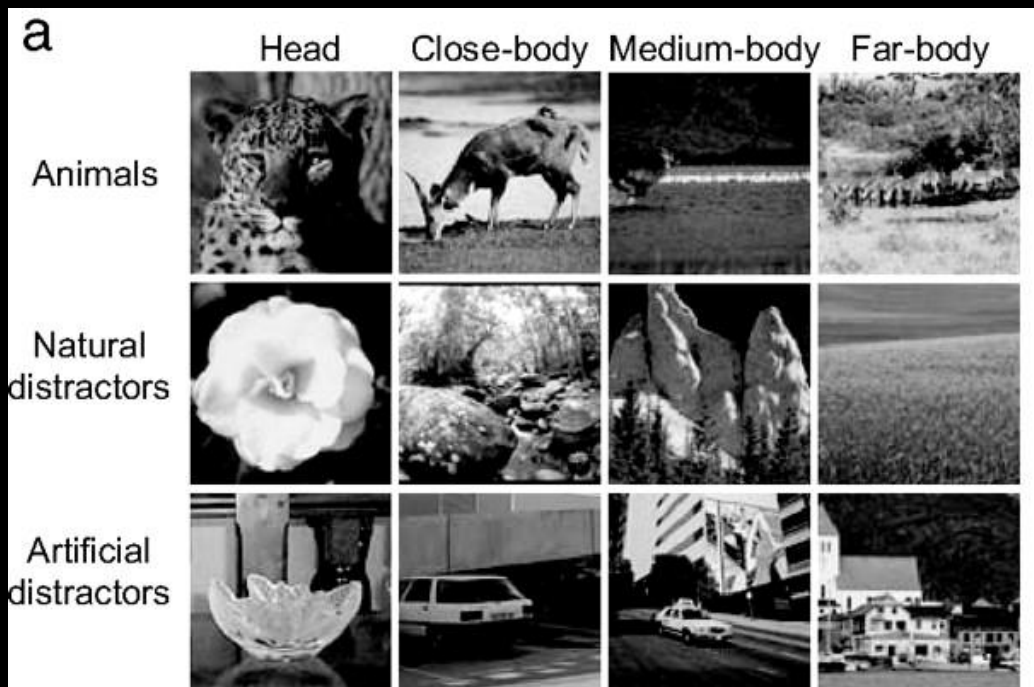 a
Head Close-body Medium-body Far-body
Animals
Natural
distractors
Artificial
distractors